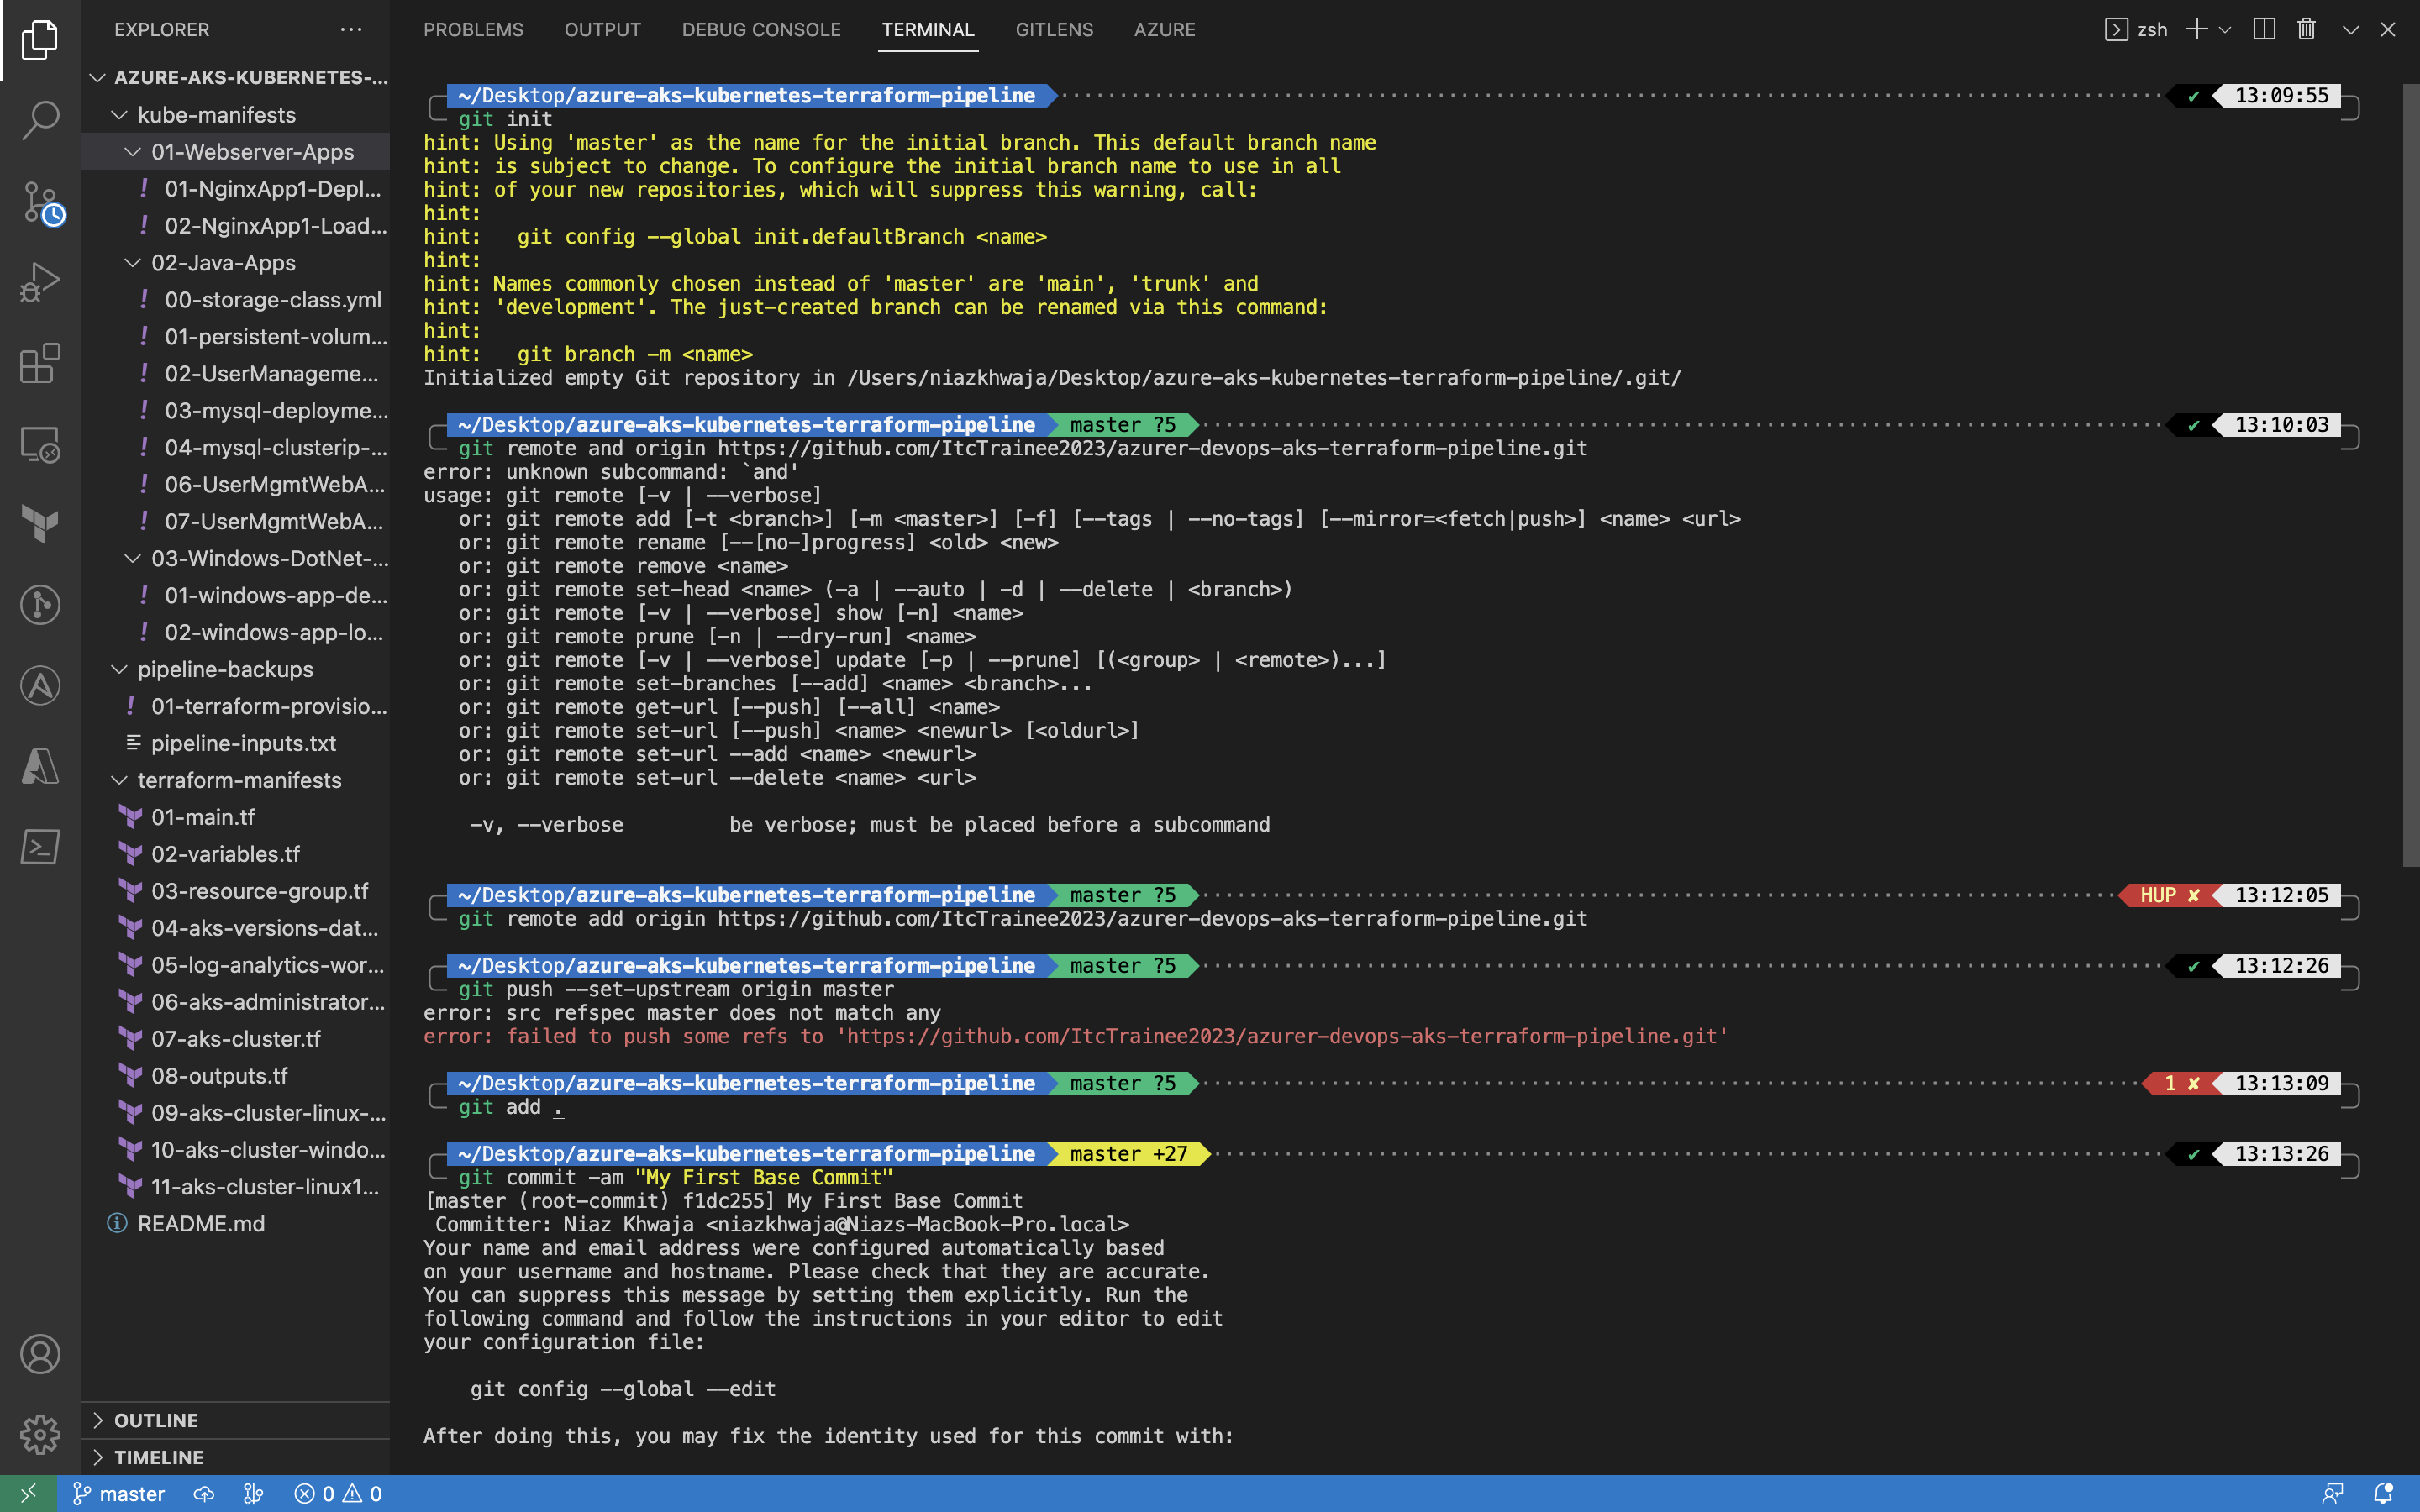 EXPLORER
AZURE-AKS-KUBERNETES-...
kube-manifests
01-Webserver-Apps
! 01-NginxApp1-Depl...
! 02-NginxApp1-Load...
02-Java-Apps
! 00-storage-class.yml
! 01-persistent-volum...
! 02-UserManageme...
! 03-mysql-deployme...
! 04-mysql-clusterip-...
! 06-UserMgmtWebA...
! 07-UserMgmtWebA...
03-Windows-DotNet-...
! 01-windows-app-de...
! 02-windows-app-lo...
pipeline-backups
! 01-terraform-provisio...
pipeline-inputs.txt
terraform-manifests
01-main.tf
02-variables.tf
03-resource-group.tf
04-aks-versions-dat...
05-log-analytics-wor...
06-aks-administrator...
07-aks-cluster.tf
08-outputs.tf
09-aks-cluster-linux-...
10-aks-cluster-windo...
11-aks-cluster-linux1...
README.md
OUTLINE
TIMELINE
PROBLEMS OUTPUT DEBUG CONSOLE TERMINAL GITLENS AZURE
zsh
~/Desktop/azure-aks-kubernetes-terraform-pipeline ✔ 13:09:55
git init
hint: Using 'master' as the name for the initial branch. This default branch name
hint: is subject to change. To configure the initial branch name to use in all
hint: of your new repositories, which will suppress this warning, call:
hint:
hint:   git config --global init.defaultBranch <name>
hint:
hint: Names commonly chosen instead of 'master' are 'main', 'trunk' and
hint: 'development'. The just-created branch can be renamed via this command:
hint:
hint:   git branch -m <name>
Initialized empty Git repository in /Users/niazkhwaja/Desktop/azure-aks-kubernetes-terraform-pipeline/.git/
~/Desktop/azure-aks-kubernetes-terraform-pipeline master ?5 ✔ 13:10:03
git remote and origin https://github.com/ItcTrainee2023/azurer-devops-aks-terraform-pipeline.git
error: unknown subcommand: `and'
usage: git remote [-v | --verbose]
   or: git remote add [-t <branch>] [-m <master>] [-f] [--tags | --no-tags] [--mirror=<fetch|push>] <name> <url>
   or: git remote rename [--[no-]progress] <old> <new>
   or: git remote remove <name>
   or: git remote set-head <name> (-a | --auto | -d | --delete | <branch>)
   or: git remote [-v | --verbose] show [-n] <name>
   or: git remote prune [-n | --dry-run] <name>
   or: git remote [-v | --verbose] update [-p | --prune] [(<group> | <remote>)...]
   or: git remote set-branches [--add] <name> <branch>...
   or: git remote get-url [--push] [--all] <name>
   or: git remote set-url [--push] <name> <newurl> [<oldurl>]
   or: git remote set-url --add <name> <newurl>
   or: git remote set-url --delete <name> <url>
    -v, --verbose         be verbose; must be placed before a subcommand
~/Desktop/azure-aks-kubernetes-terraform-pipeline master ?5 HUP ✘ 13:12:05
git remote add origin https://github.com/ItcTrainee2023/azurer-devops-aks-terraform-pipeline.git
~/Desktop/azure-aks-kubernetes-terraform-pipeline master ?5 ✔ 13:12:26
git push --set-upstream origin master
error: src refspec master does not match any
error: failed to push some refs to 'https://github.com/ItcTrainee2023/azurer-devops-aks-terraform-pipeline.git'
~/Desktop/azure-aks-kubernetes-terraform-pipeline master ?5 1 ✘ 13:13:09
git add .
~/Desktop/azure-aks-kubernetes-terraform-pipeline master +27 ✔ 13:13:26
git commit -am "My First Base Commit"
[master (root-commit) f1dc255] My First Base Commit
 Committer: Niaz Khwaja <niazkhwaja@Niazs-MacBook-Pro.local>
Your name and email address were configured automatically based
on your username and hostname. Please check that they are accurate.
You can suppress this message by setting them explicitly. Run the
following command and follow the instructions in your editor to edit
your configuration file:
    git config --global --edit
After doing this, you may fix the identity used for this commit with:
master 0 0